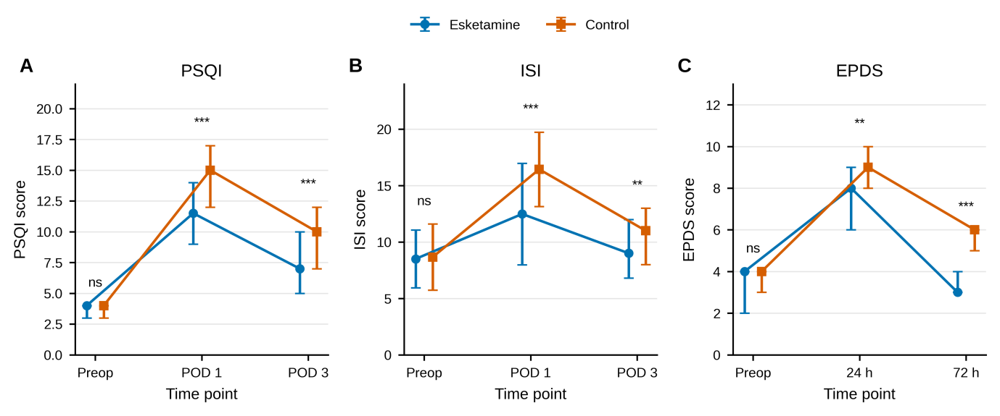 Esketamine Control
A PSQI
PSQI score
20.0
17.5
15.0
12.5
10.0
7.5
5.0
2.5
0.0
ns
***
***
Preop POD 1 POD 3
Time point
B ISI
ISI score
20
15
10
5
0
ns
***
**
Preop POD 1 POD 3
Time point
C EPDS
EPDS score
12
10
8
6
4
2
0
ns
**
***
Preop 24 h 72 h
Time point